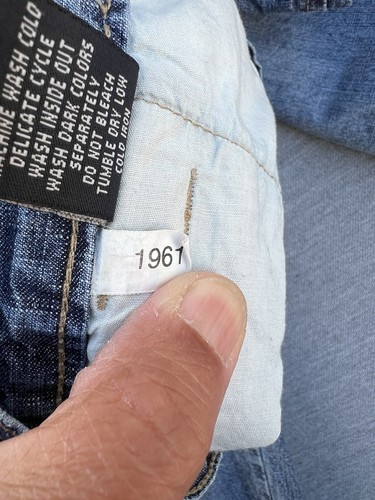 MACHINE WASH COLD
DELICATE CYCLE
WASH INSIDE OUT
WASH DARK COLORS
SEPARATELY
DO NOT BLEACH
TUMBLE DRY LOW
COLD IRON
1961